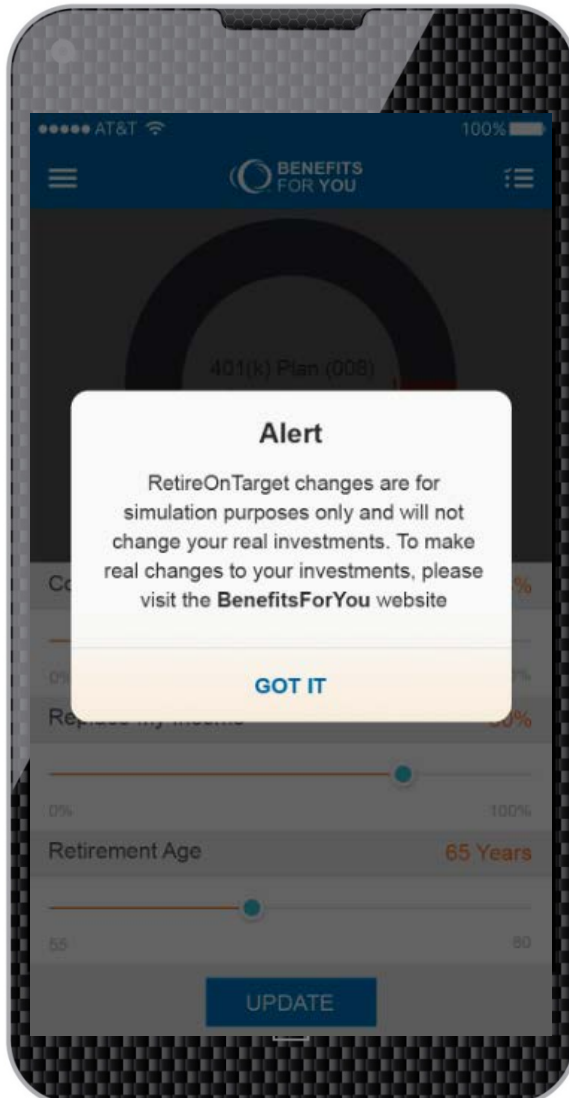 AT&T 100%
BENEFITS
FOR YOU
401(k) Plan (008)
Alert
RetireOnTarget changes are for
simulation purposes only and will not
change your real investments. To make
real changes to your investments, please
visit the BenefitsForYou website
GOT IT
0% 100%
Retirement Age 65 Years
55 80
UPDATE